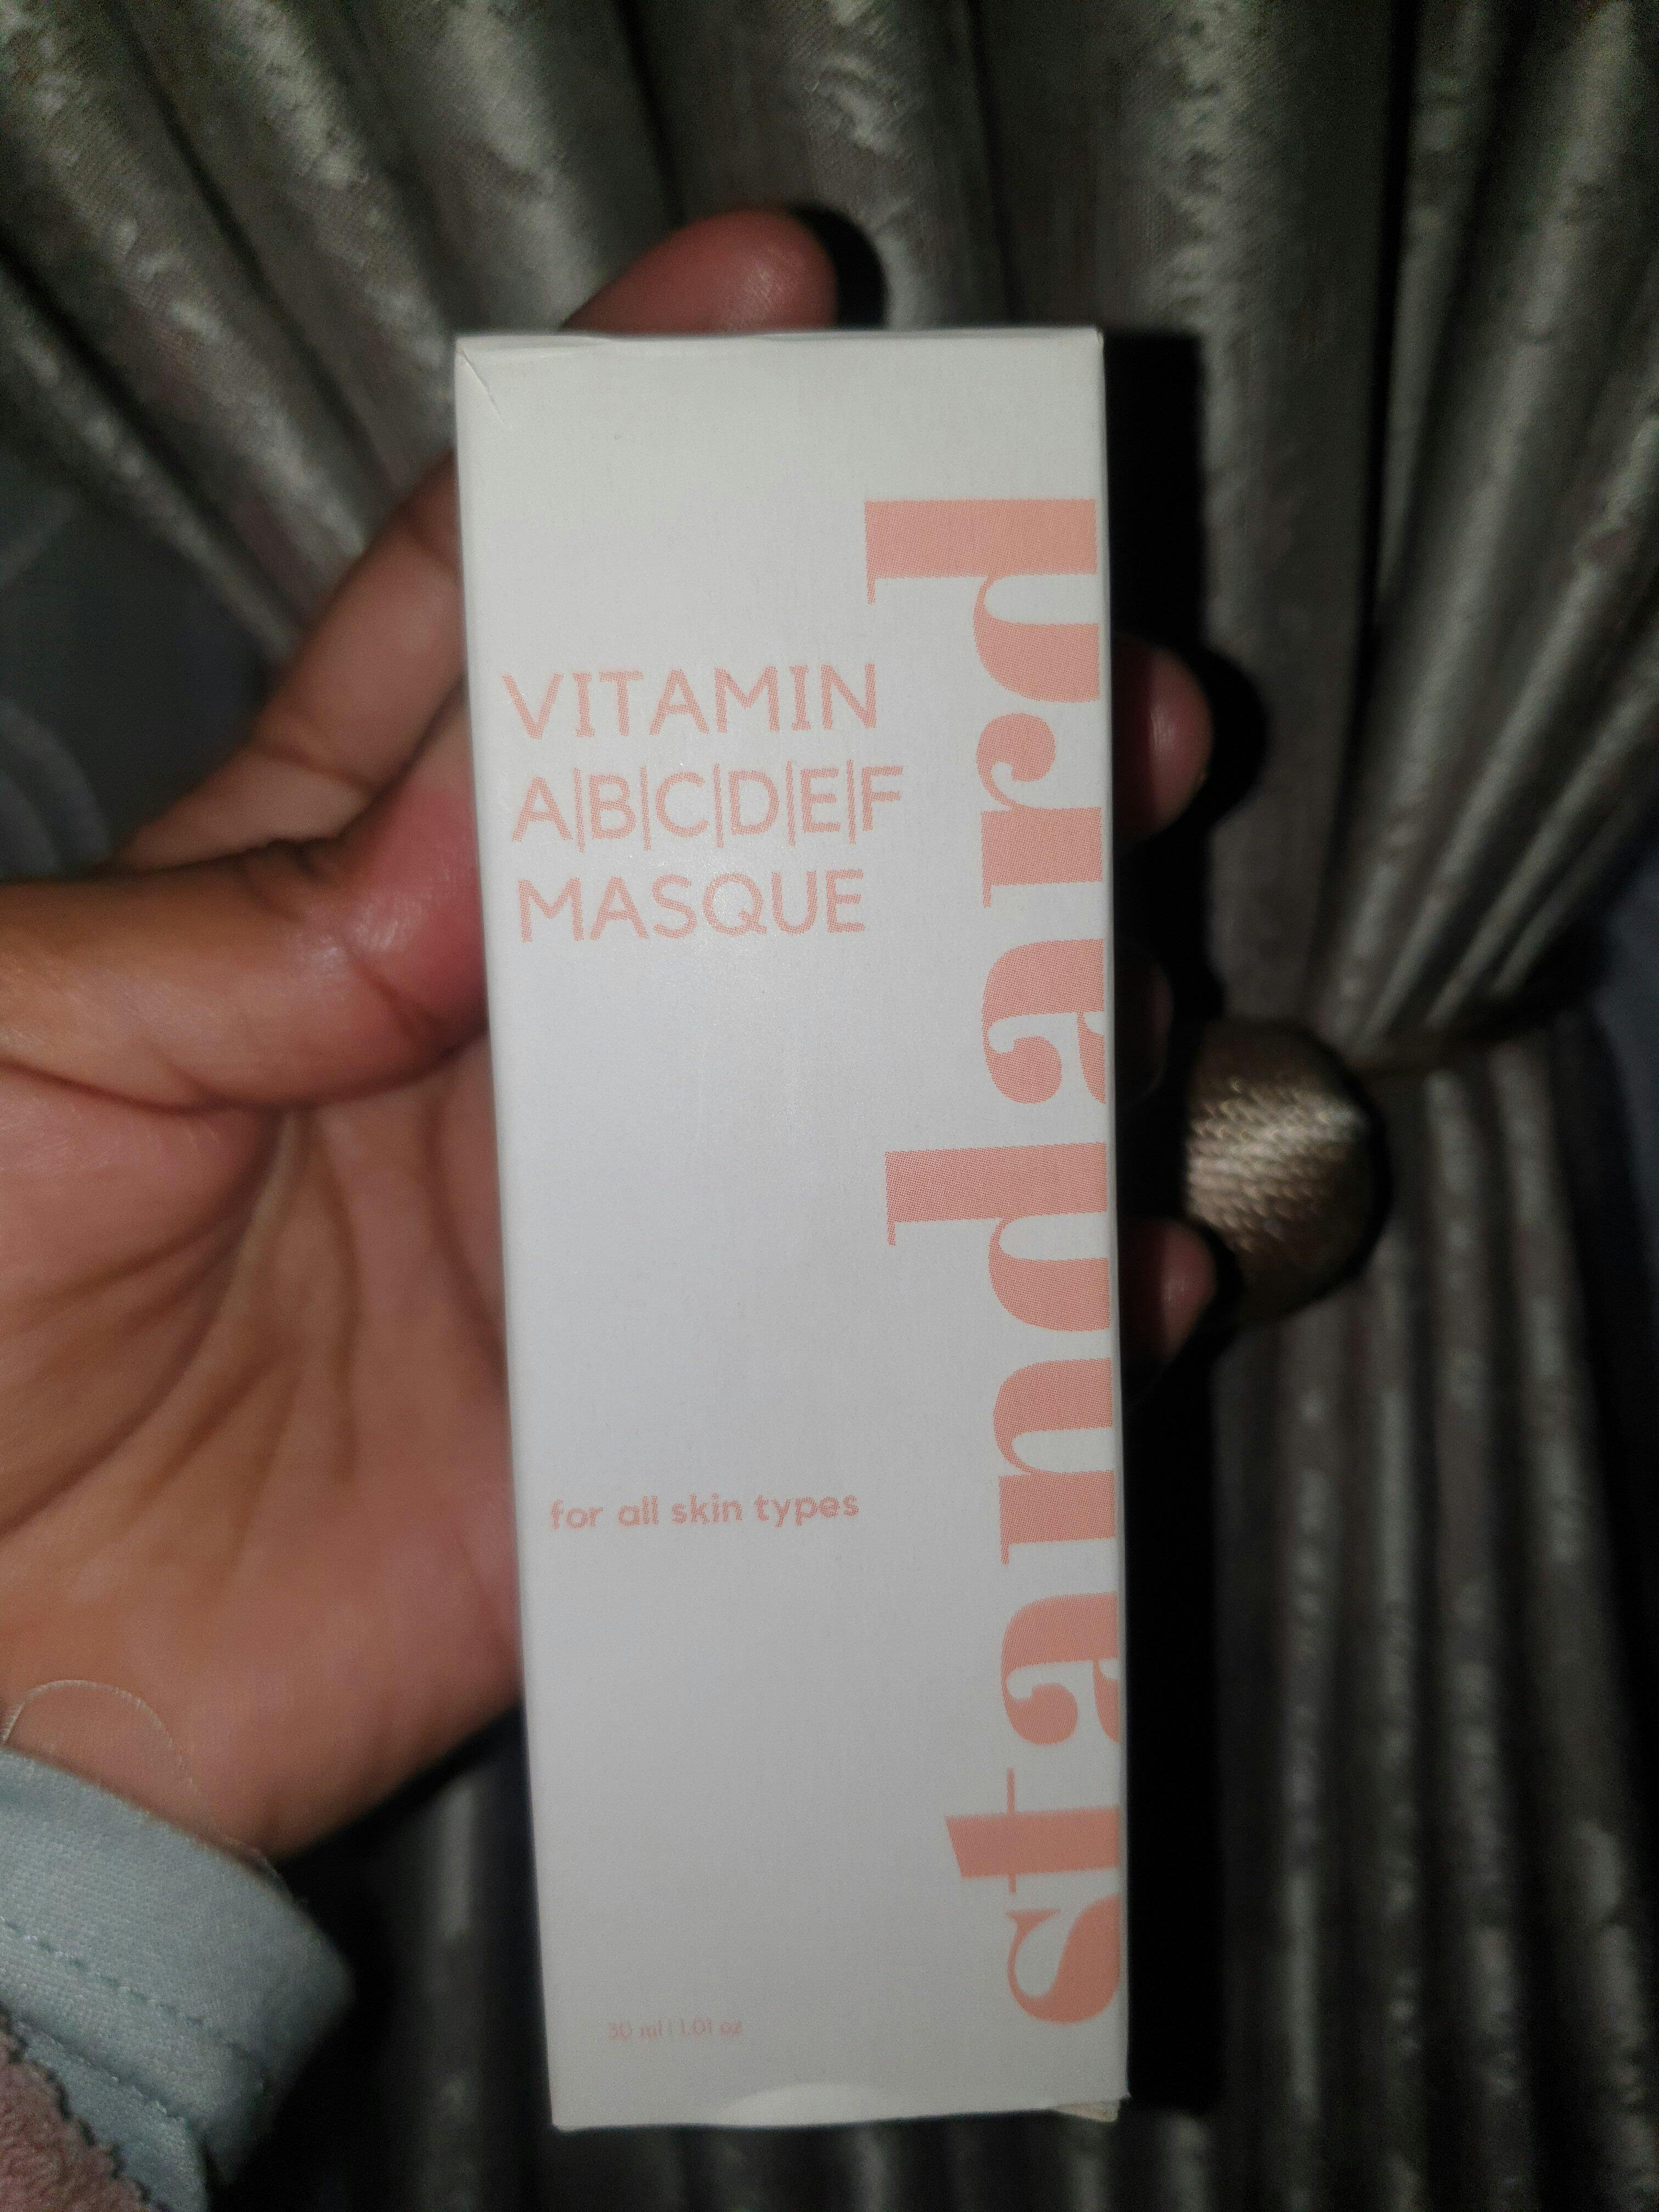 VITAMIN
A|B|C|D|E|F
MASQUE
standard
for all skin types
30 ml | 1.01 oz